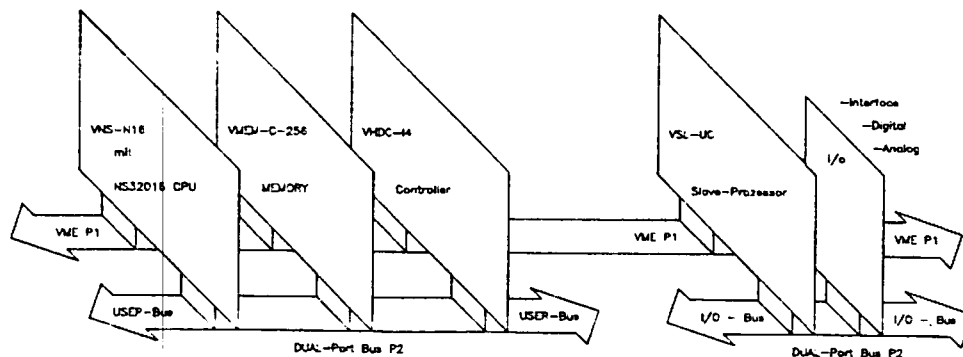 VNS-N16
mit
NS32016 CPU
VMEM-C-256
MEMORY
VHDC-I4
Controller
VSL-UC
Slave-Prozessor
I/o
—Interface
—Digital
—Analog
VME P1
VME P1
VME P1
USER-Bus
USER-Bus
I/O - Bus
I/O - Bus
DUAL-Port Bus P2
DUAL-Port Bus P2